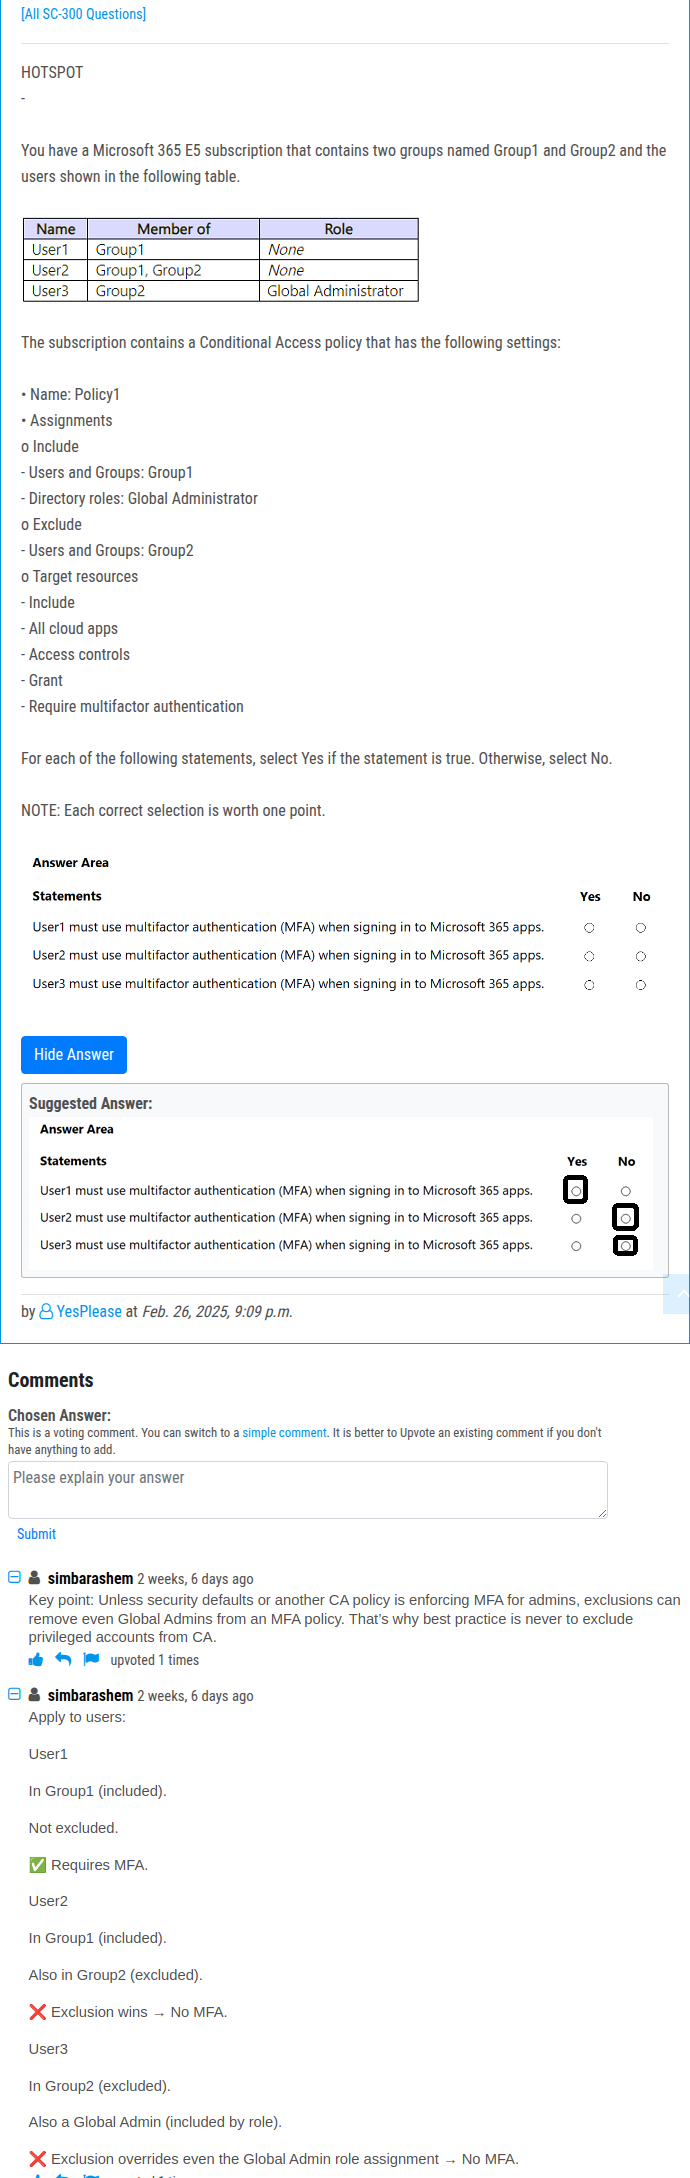 [All SC-300 Questions]
HOTSPOT
-
You have a Microsoft 365 E5 subscription that contains two groups named Group1 and Group2 and the
users shown in the following table.
Name Member of Role
User1 Group1 None
User2 Group1, Group2 None
User3 Group2 Global Administrator
The subscription contains a Conditional Access policy that has the following settings:
• Name: Policy1
• Assignments
o Include
- Users and Groups: Group1
- Directory roles: Global Administrator
o Exclude
- Users and Groups: Group2
o Target resources
- Include
- All cloud apps
- Access controls
- Grant
- Require multifactor authentication
For each of the following statements, select Yes if the statement is true. Otherwise, select No.
NOTE: Each correct selection is worth one point.
Answer Area
Statements Yes No
User1 must use multifactor authentication (MFA) when signing in to Microsoft 365 apps.
User2 must use multifactor authentication (MFA) when signing in to Microsoft 365 apps.
User3 must use multifactor authentication (MFA) when signing in to Microsoft 365 apps.
Hide Answer
Suggested Answer:
Answer Area
Statements Yes No
User1 must use multifactor authentication (MFA) when signing in to Microsoft 365 apps.
User2 must use multifactor authentication (MFA) when signing in to Microsoft 365 apps.
User3 must use multifactor authentication (MFA) when signing in to Microsoft 365 apps.
by YesPlease at Feb. 26, 2025, 9:09 p.m.
Comments
Chosen Answer:
This is a voting comment. You can switch to a simple comment. It is better to Upvote an existing comment if you don't
have anything to add.
Please explain your answer
Submit
simbarashem 2 weeks, 6 days ago
Key point: Unless security defaults or another CA policy is enforcing MFA for admins, exclusions can
remove even Global Admins from an MFA policy. That’s why best practice is never to exclude
privileged accounts from CA.
upvoted 1 times
simbarashem 2 weeks, 6 days ago
Apply to users:
User1
In Group1 (included).
Not excluded.
✅ Requires MFA.
User2
In Group1 (included).
Also in Group2 (excluded).
❌ Exclusion wins → No MFA.
User3
In Group2 (excluded).
Also a Global Admin (included by role).
❌ Exclusion overrides even the Global Admin role assignment → No MFA.